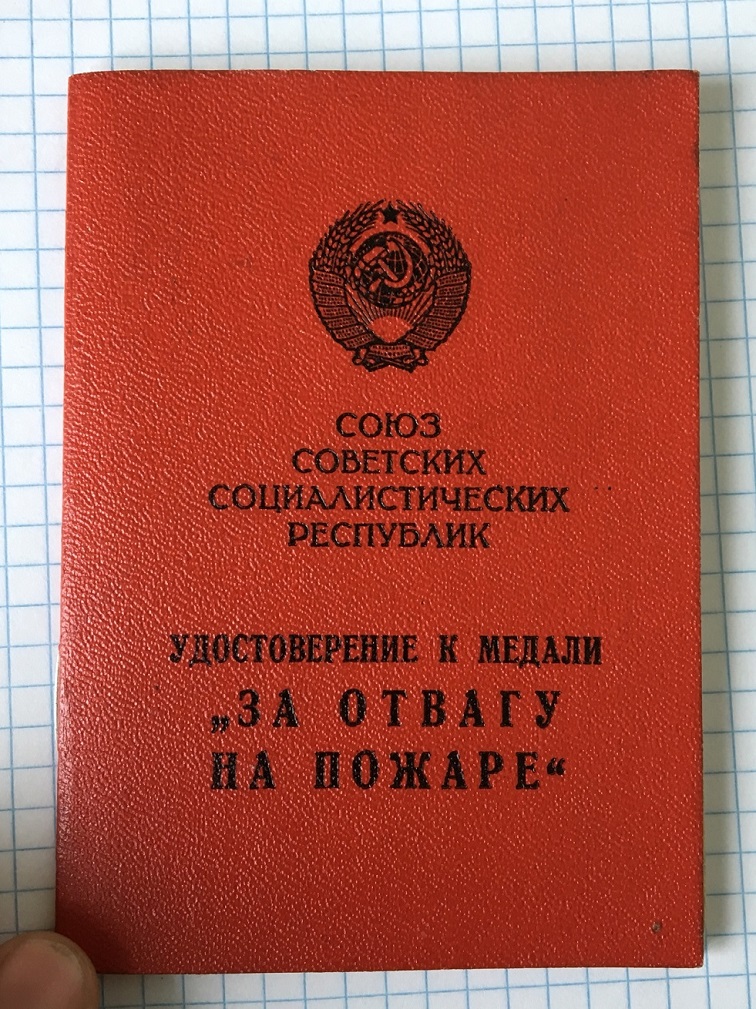 СОЮЗ
СОВЕТСКИХ
СОЦИАЛИСТИЧЕСКИХ
РЕСПУБЛИК
УДОСТОВЕРЕНИЕ К МЕДАЛИ
„ЗА ОТВАГУ
НА ПОЖАРЕ“